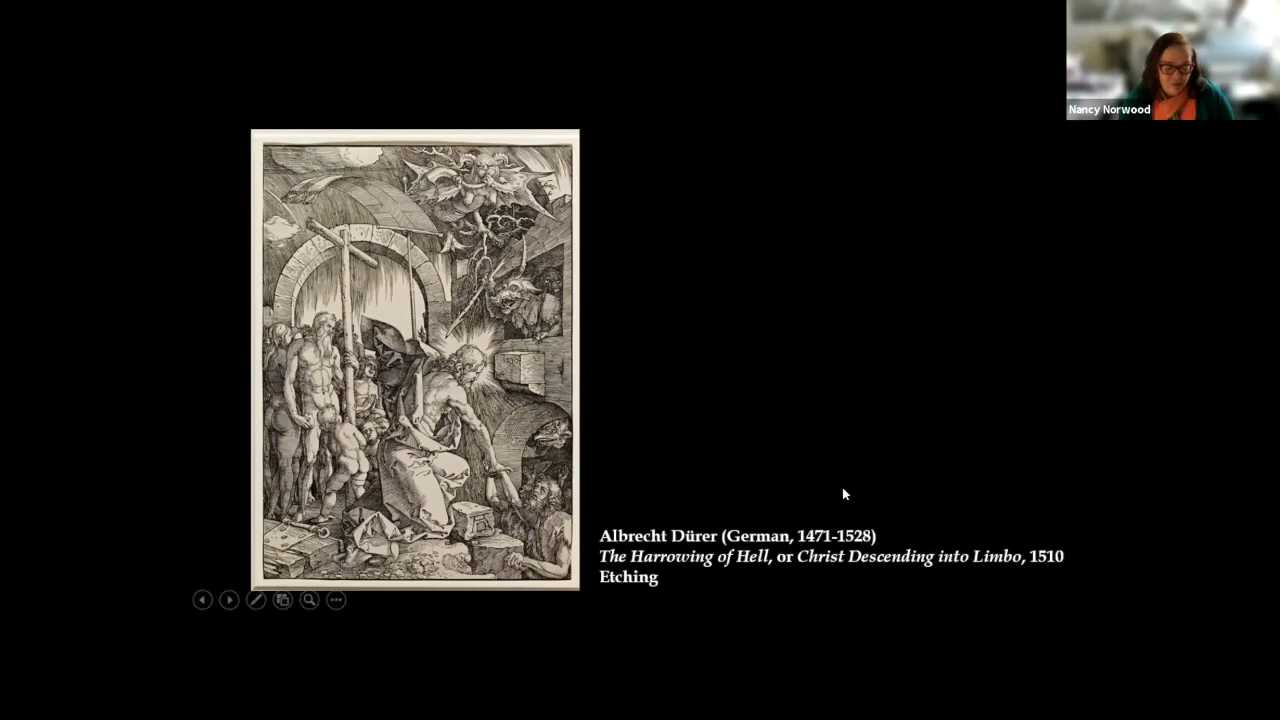 Nancy Norwood
Albrecht Dürer (German, 1471-1528)
The Harrowing of Hell, or Christ Descending into Limbo, 1510
Etching